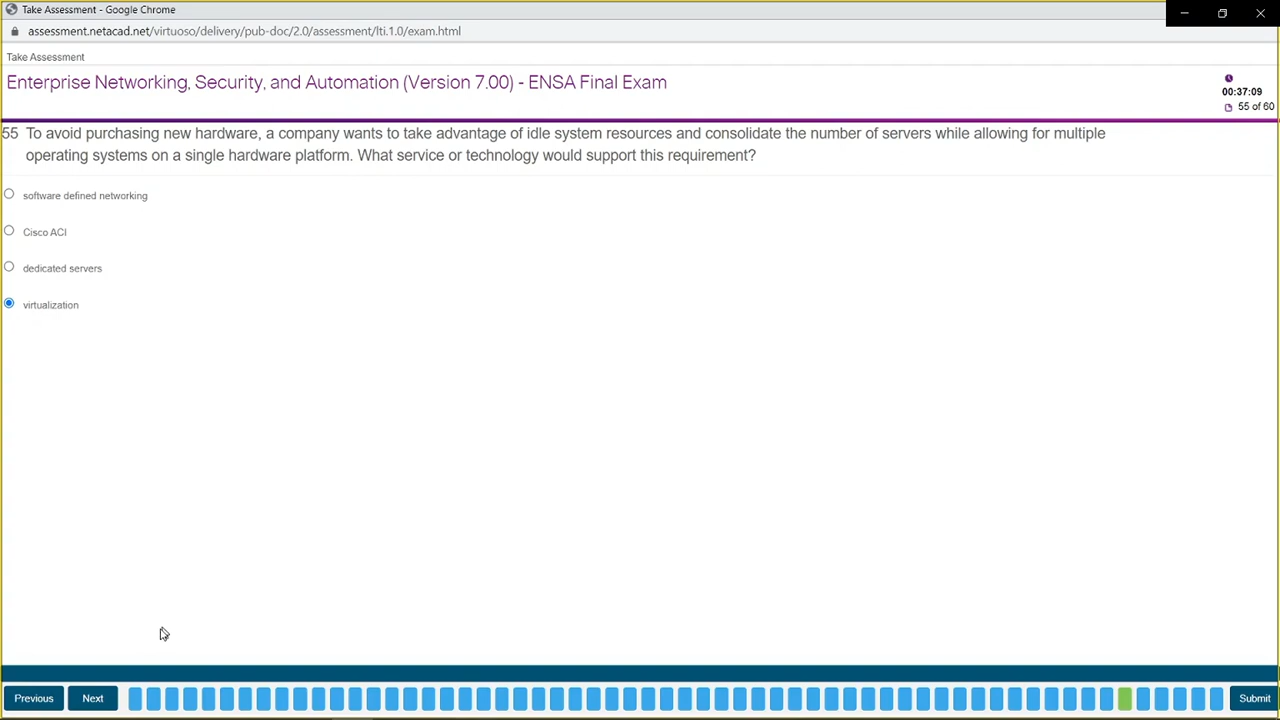 Take Assessment - Google Chrome
assessment.netacad.net/virtuoso/delivery/pub-doc/2.0/assessment/lti.1.0/exam.html
Take Assessment
Enterprise Networking, Security, and Automation (Version 7.00) - ENSA Final Exam
00:37:09
55 of 60
55 To avoid purchasing new hardware, a company wants to take advantage of idle system resources and consolidate the number of servers while allowing for multiple
operating systems on a single hardware platform. What service or technology would support this requirement?
software defined networking
Cisco ACI
dedicated servers
virtualization
Previous Next Submit